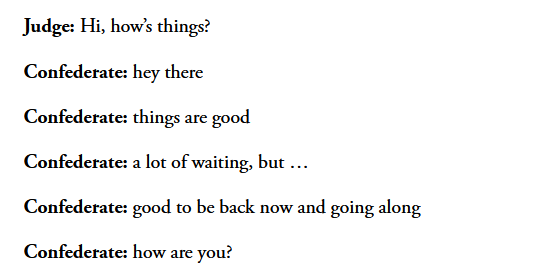 Judge: Hi, how’s things?
Confederate: hey there
Confederate: things are good
Confederate: a lot of waiting, but …
Confederate: good to be back now and going along
Confederate: how are you?